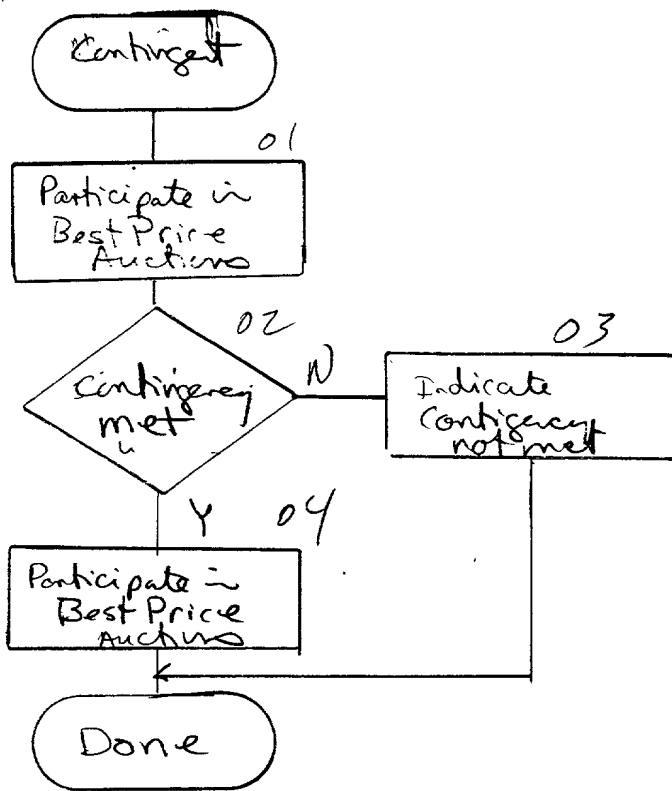 Contingent
01
Participate in
Best Price
Auctions
02
Contingency
met
N
03
Indicate
Contigency
not met
Y
04
Participate in
Best Price
Auctions
Done